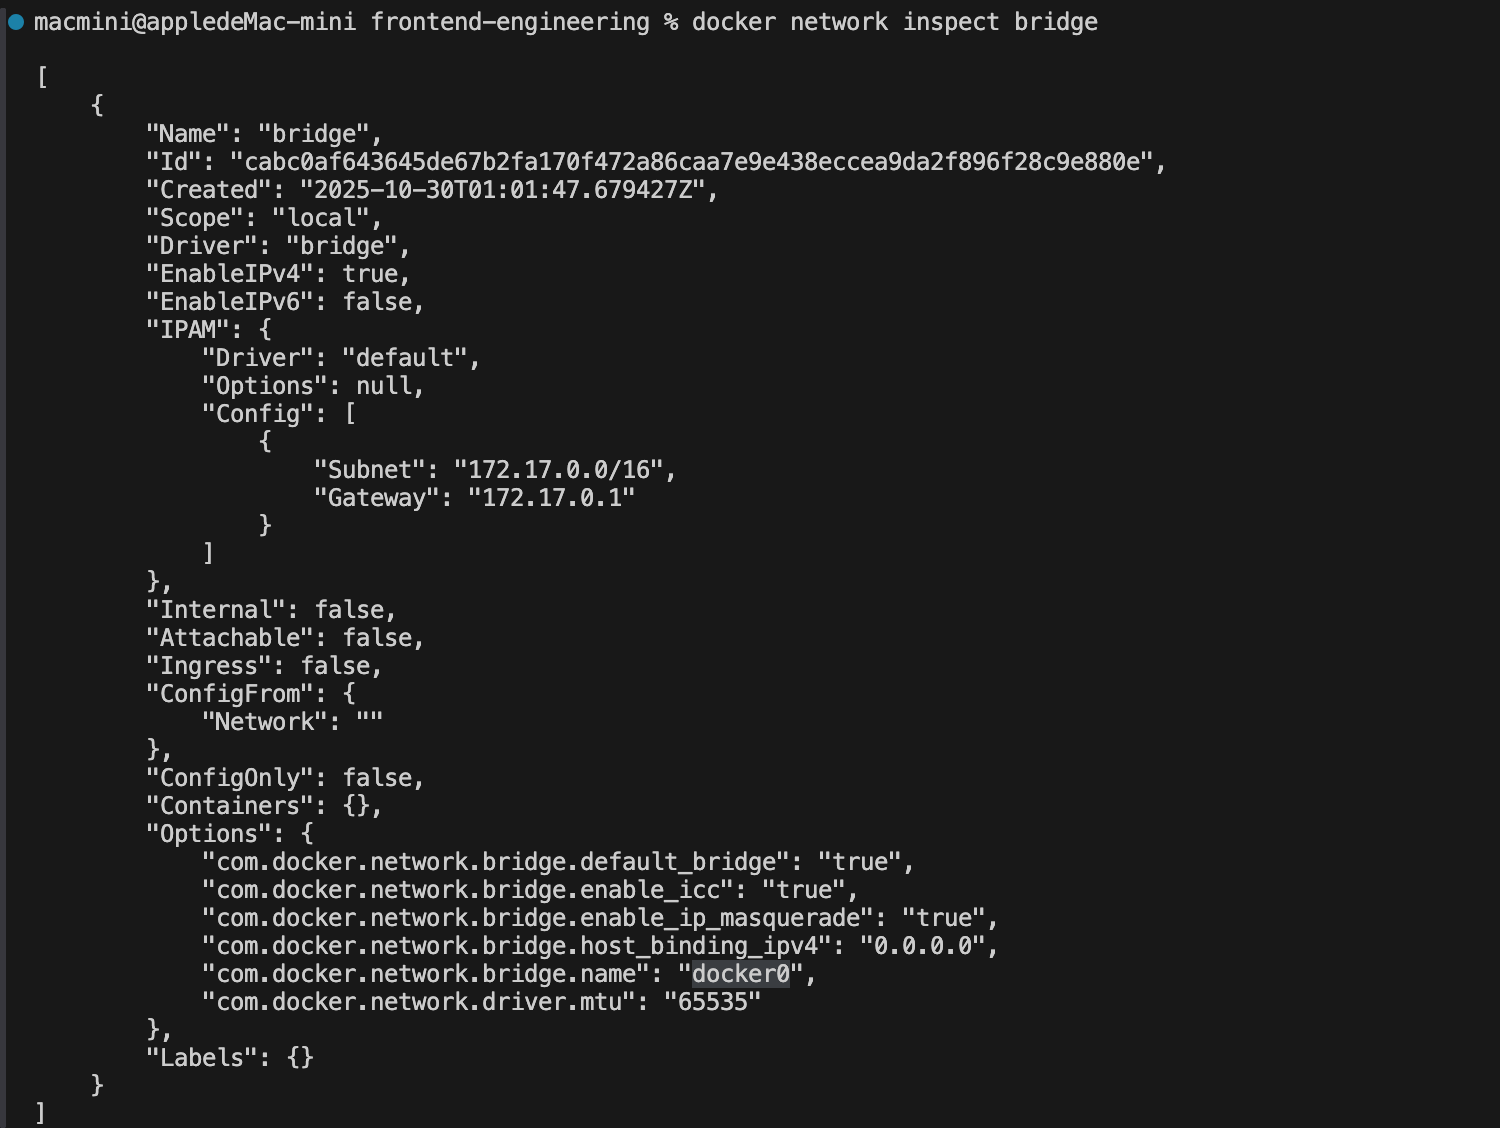 macmini@appledeMac-mini frontend-engineering % docker network inspect bridge
[
    {
        "Name": "bridge",
        "Id": "cabc0af643645de67b2fa170f472a86caa7e9e438eccea9da2f896f28c9e880e",
        "Created": "2025-10-30T01:01:47.679427Z",
        "Scope": "local",
        "Driver": "bridge",
        "EnableIPv4": true,
        "EnableIPv6": false,
        "IPAM": {
            "Driver": "default",
            "Options": null,
            "Config": [
                {
                    "Subnet": "172.17.0.0/16",
                    "Gateway": "172.17.0.1"
                }
            ]
        },
        "Internal": false,
        "Attachable": false,
        "Ingress": false,
        "ConfigFrom": {
            "Network": ""
        },
        "ConfigOnly": false,
        "Containers": {},
        "Options": {
            "com.docker.network.bridge.default_bridge": "true",
            "com.docker.network.bridge.enable_icc": "true",
            "com.docker.network.bridge.enable_ip_masquerade": "true",
            "com.docker.network.bridge.host_binding_ipv4": "0.0.0.0",
            "com.docker.network.bridge.name": "docker0",
            "com.docker.network.driver.mtu": "65535"
        },
        "Labels": {}
    }
]